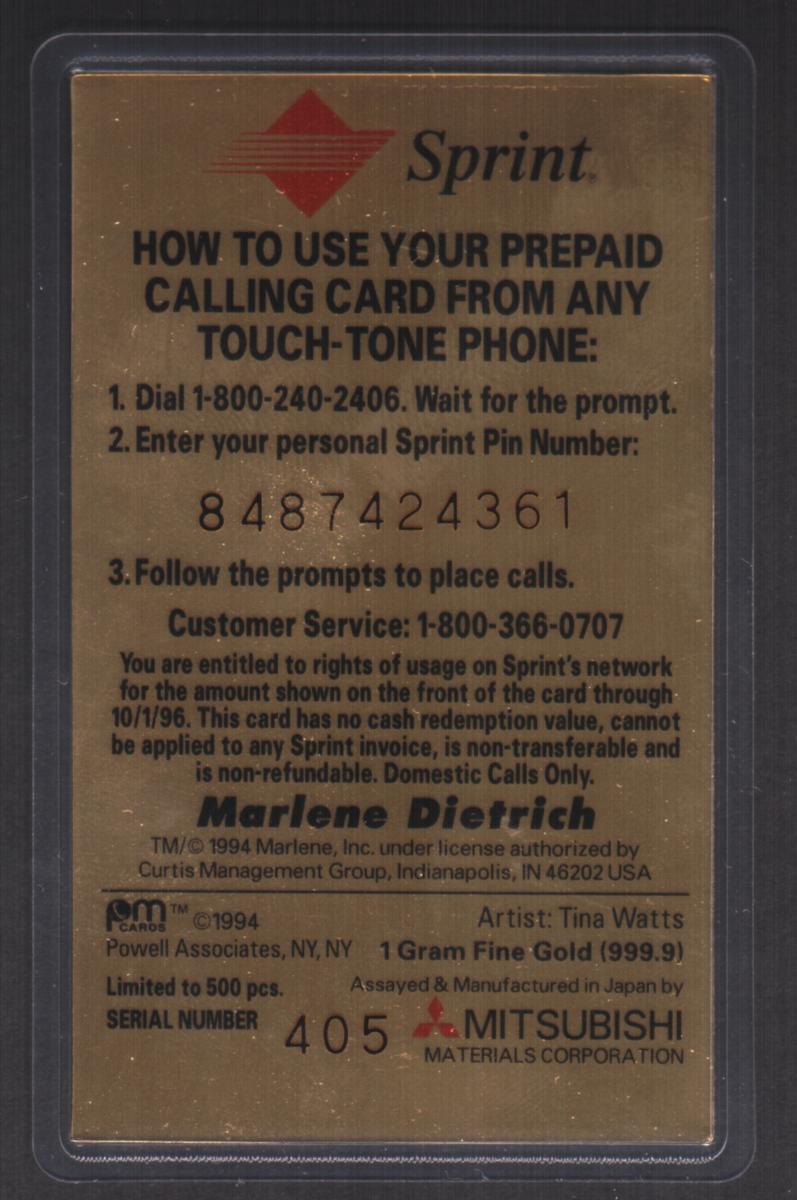 Sprint®
HOW TO USE YOUR PREPAID
CALLING CARD FROM ANY
TOUCH-TONE PHONE:
1. Dial 1-800-240-2406. Wait for the prompt.
2. Enter your personal Sprint Pin Number:
8487424361
3. Follow the prompts to place calls.
Customer Service: 1-800-366-0707
You are entitled to rights of usage on Sprint's network
for the amount shown on the front of the card through
10/1/96. This card has no cash redemption value, cannot
be applied to any Sprint invoice, is non-transferable and
is non-refundable. Domestic Calls Only.
Marlene Dietrich
TM/© 1994 Marlene, Inc. under license authorized by
Curtis Management Group, Indianapolis, IN 46202 USA
pm CARDS™ ©1994 Artist: Tina Watts
Powell Associates, NY, NY 1 Gram Fine Gold (999.9)
Limited to 500 pcs. Assayed & Manufactured in Japan by
SERIAL NUMBER 405 MITSUBISHI
MATERIALS CORPORATION